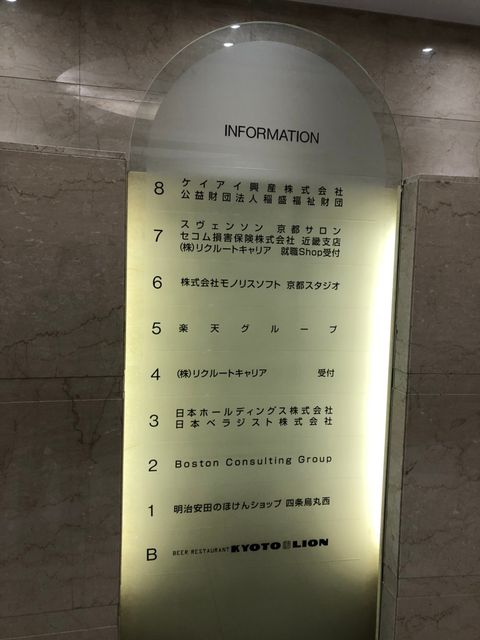 INFORMATION
8 ケイアイ興産株式会社
公益財団法人稲盛福祉財団
7 スヴェンソン 京都サロン
セコム損害保険株式会社 近畿支店
(株)リクルートキャリア 就職Shop受付
6 株式会社モノリスソフト 京都スタジオ
5 楽天グループ
4 (株)リクルートキャリア 受付
3 日本ホールディングス株式会社
日本ベラジスト株式会社
2 Boston Consulting Group
1 明治安田のほけんショップ 四条烏丸西
B BEER RESTAURANT KYOTO LION